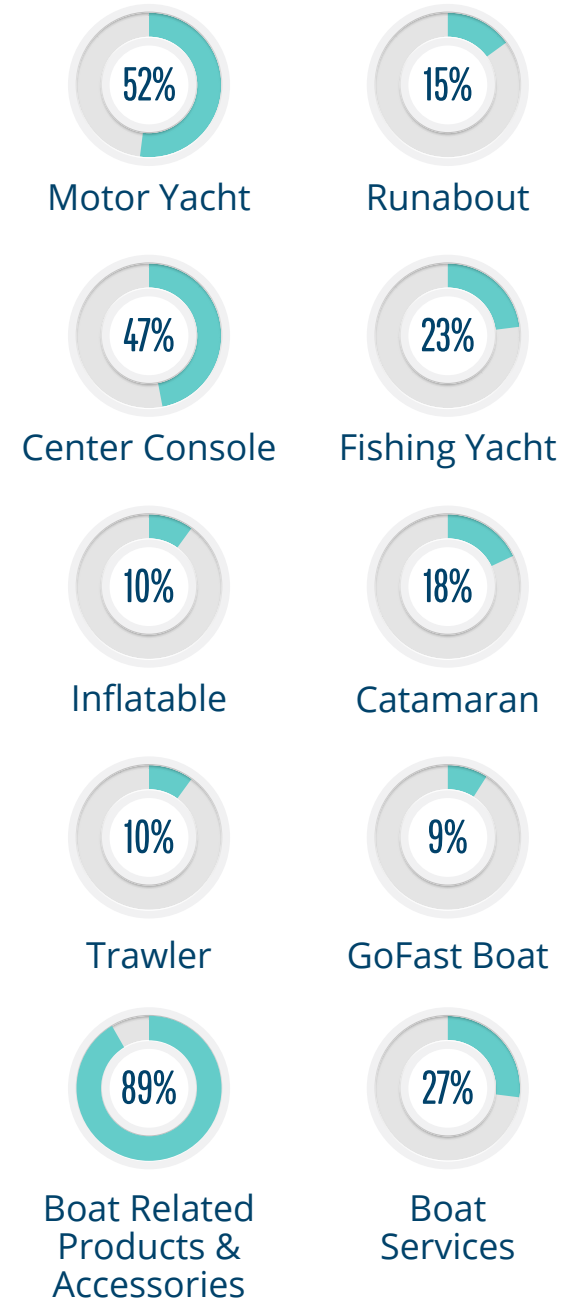 52%
15%
Motor Yacht
Runabout
47%
23%
Center Console
Fishing Yacht
10%
18%
Inflatable
Catamaran
10%
9%
Trawler
GoFast Boat
89%
27%
Boat Related
Products &
Accessories
Boat
Services